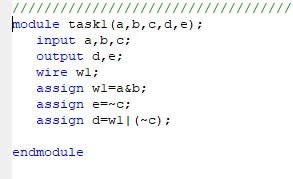 //////////////////////////////////
module task1(a,b,c,d,e);
input a,b,c;
output d,e;
wire w1;
assign w1=a&b;
assign e=~c;
assign d=w1|(~c);
endmodule